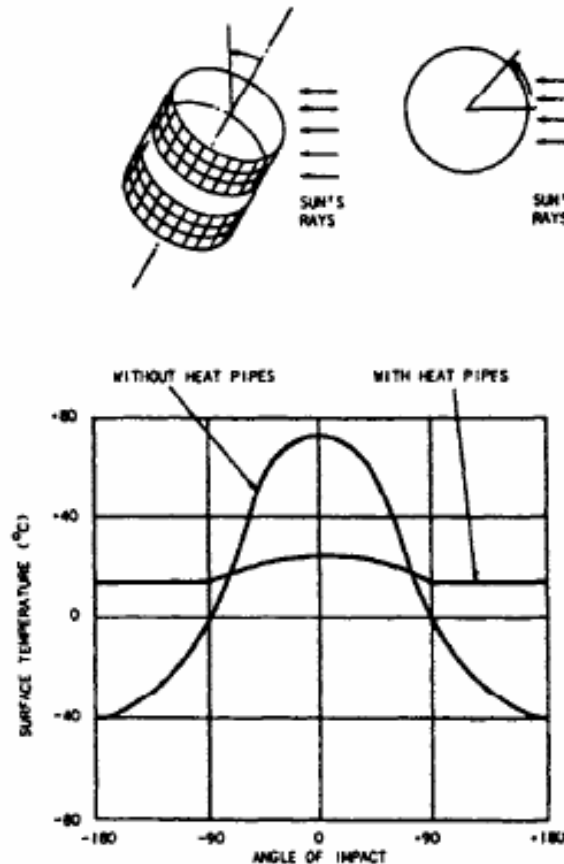 SUN'S
RAYS
SUN'
RAYS
WITHOUT HEAT PIPES
WITH HEAT PIPES
+80
+40
0
-40
-80
SURFACE TEMPERATURE (°C)
-180
-90
0
+90
+180
ANGLE OF IMPACT